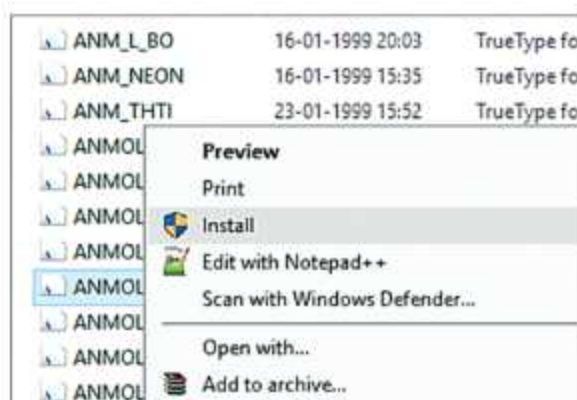 ANM_L_BO 16-01-1999 20:03 TrueType fo
ANM_NEON 16-01-1999 15:35 TrueType fo
ANM_THTI 23-01-1999 15:52 TrueType fo
ANMOL
Preview
ANMOL
Print
ANMOL
Install
ANMOL
Edit with Notepad++
ANMOL
Scan with Windows Defender...
ANMOL
ANMOL
Open with...
ANMOL
Add to archive...